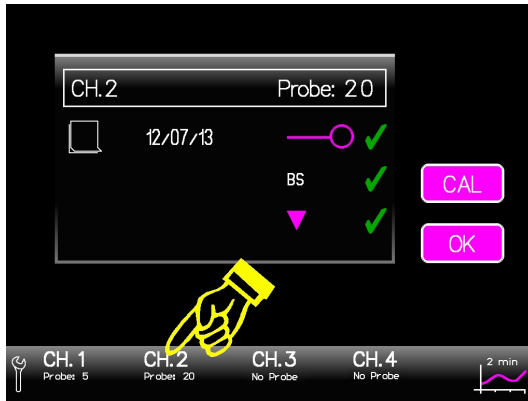 CH.2 Probe: 20
12/07/13
BS
CAL
OK
CH.1 CH.2 CH.3 CH.4 2 min
Probe: 5 Probe: 20 No Probe No Probe